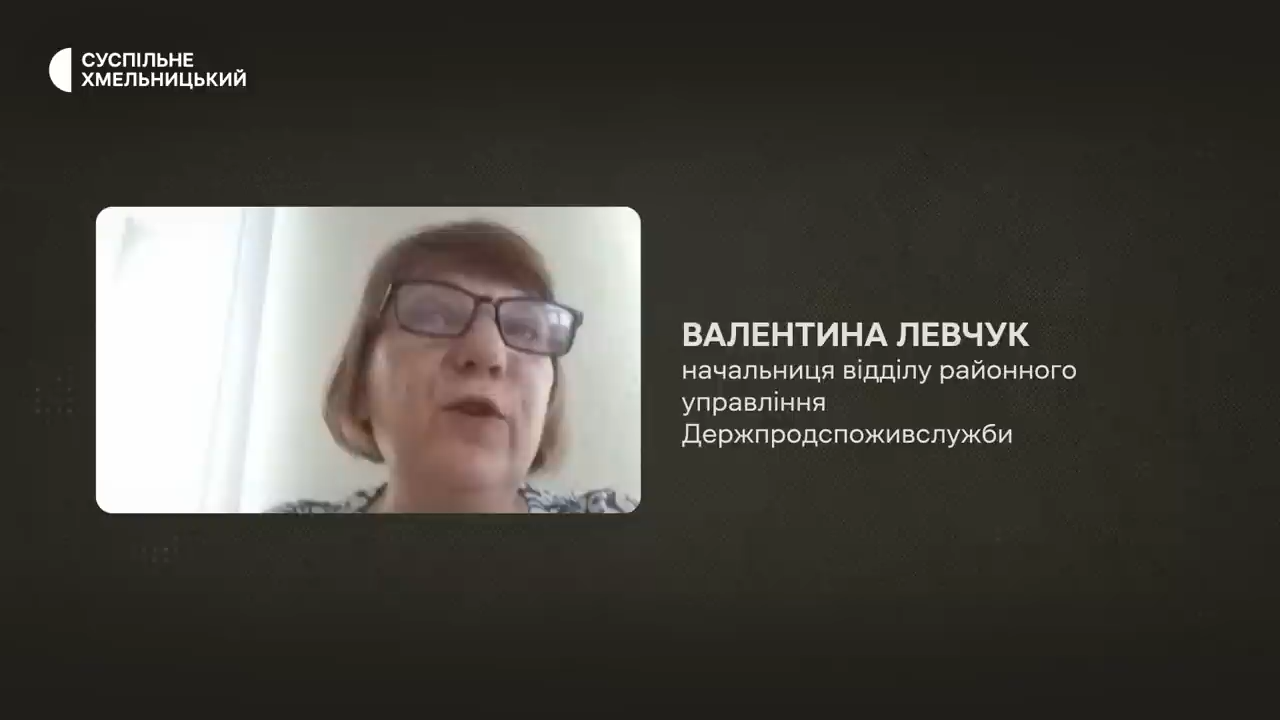 СУСПІЛЬНЕ
ХМЕЛЬНИЦЬКИЙ
ВАЛЕНТИНА ЛЕВЧУК
начальниця відділу районного
управління
Держпродспоживслужби